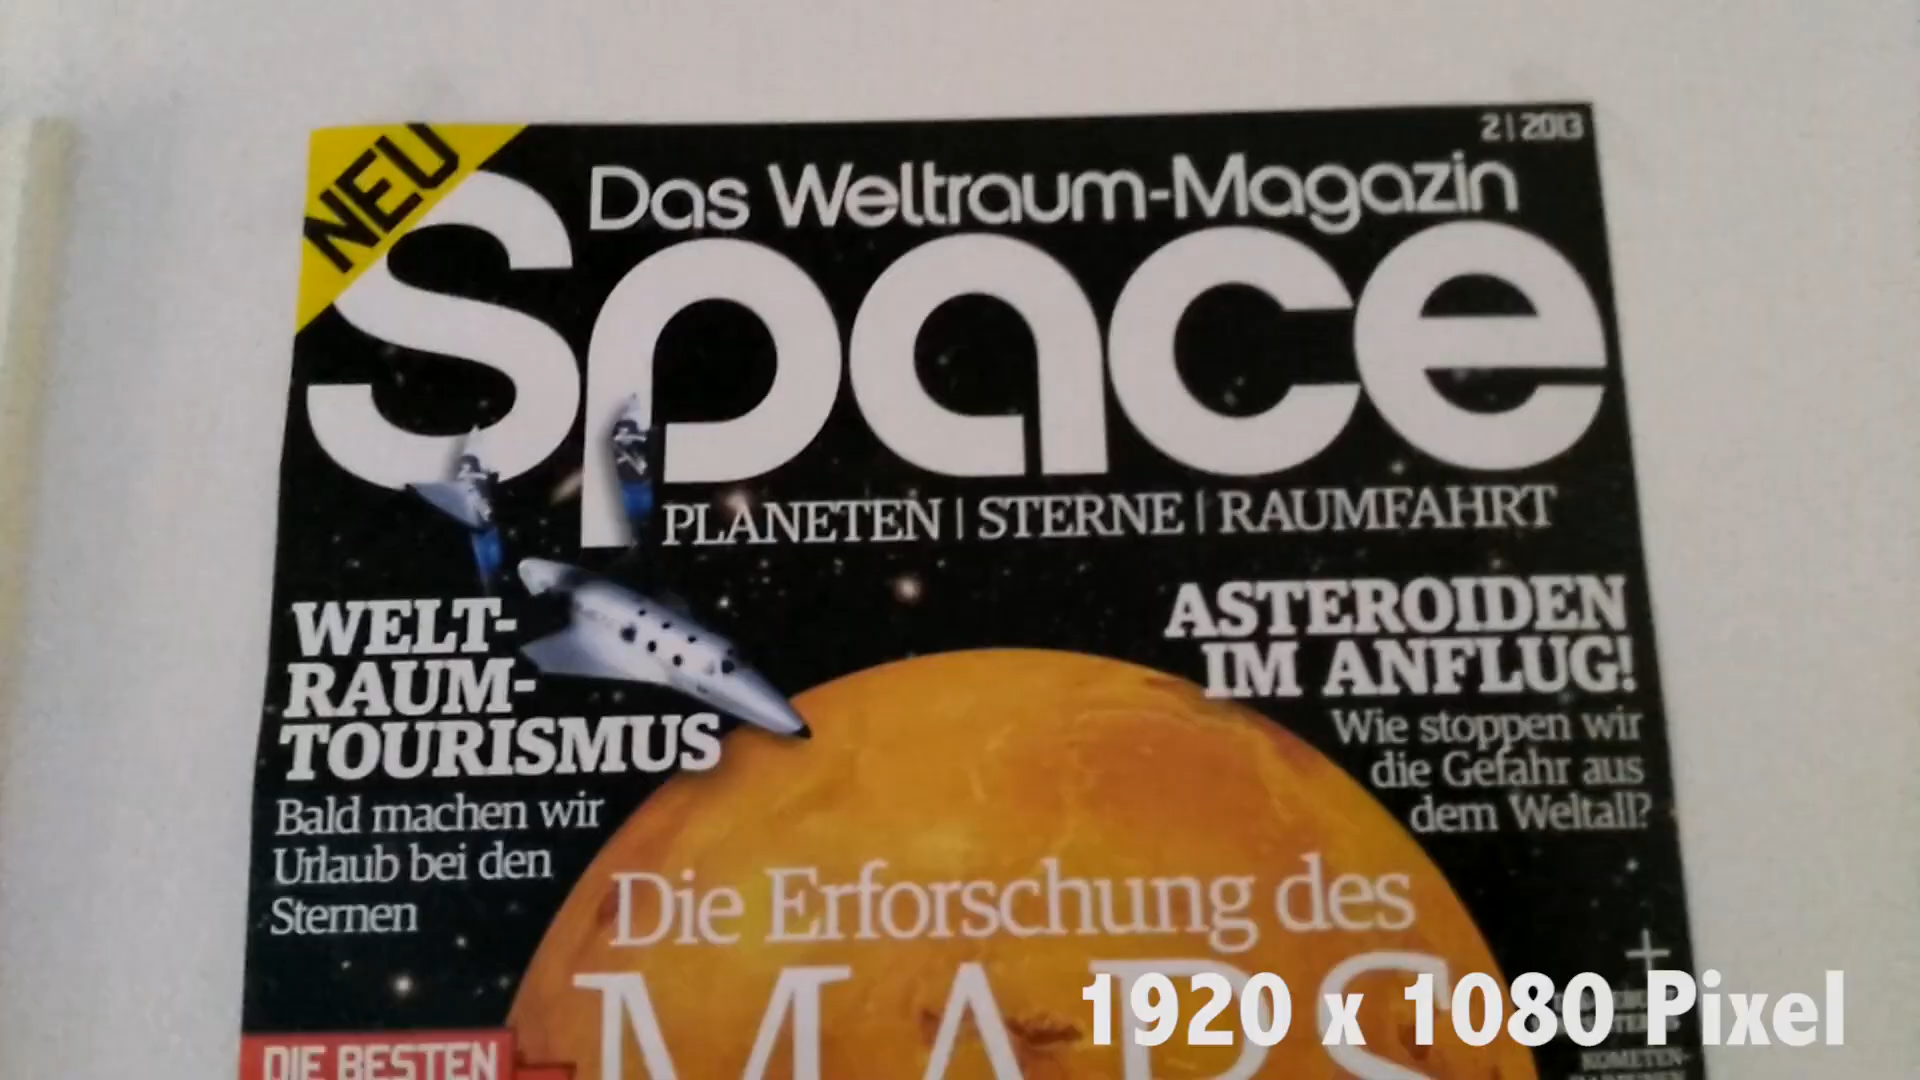 NEU
2 | 2013
Das Weltraum-Magazin
Space
PLANETEN | STERNE | RAUMFAHRT
WELT-
RAUM-
TOURISMUS
Bald machen wir
Urlaub bei den
Sternen
ASTEROIDEN
IM ANFLUG!
Wie stoppen wir
die Gefahr aus
dem Weltall?
Die Erforschung des
MARS
+
KOMETEN-
DIE BESTEN
1920 x 1080 Pixel